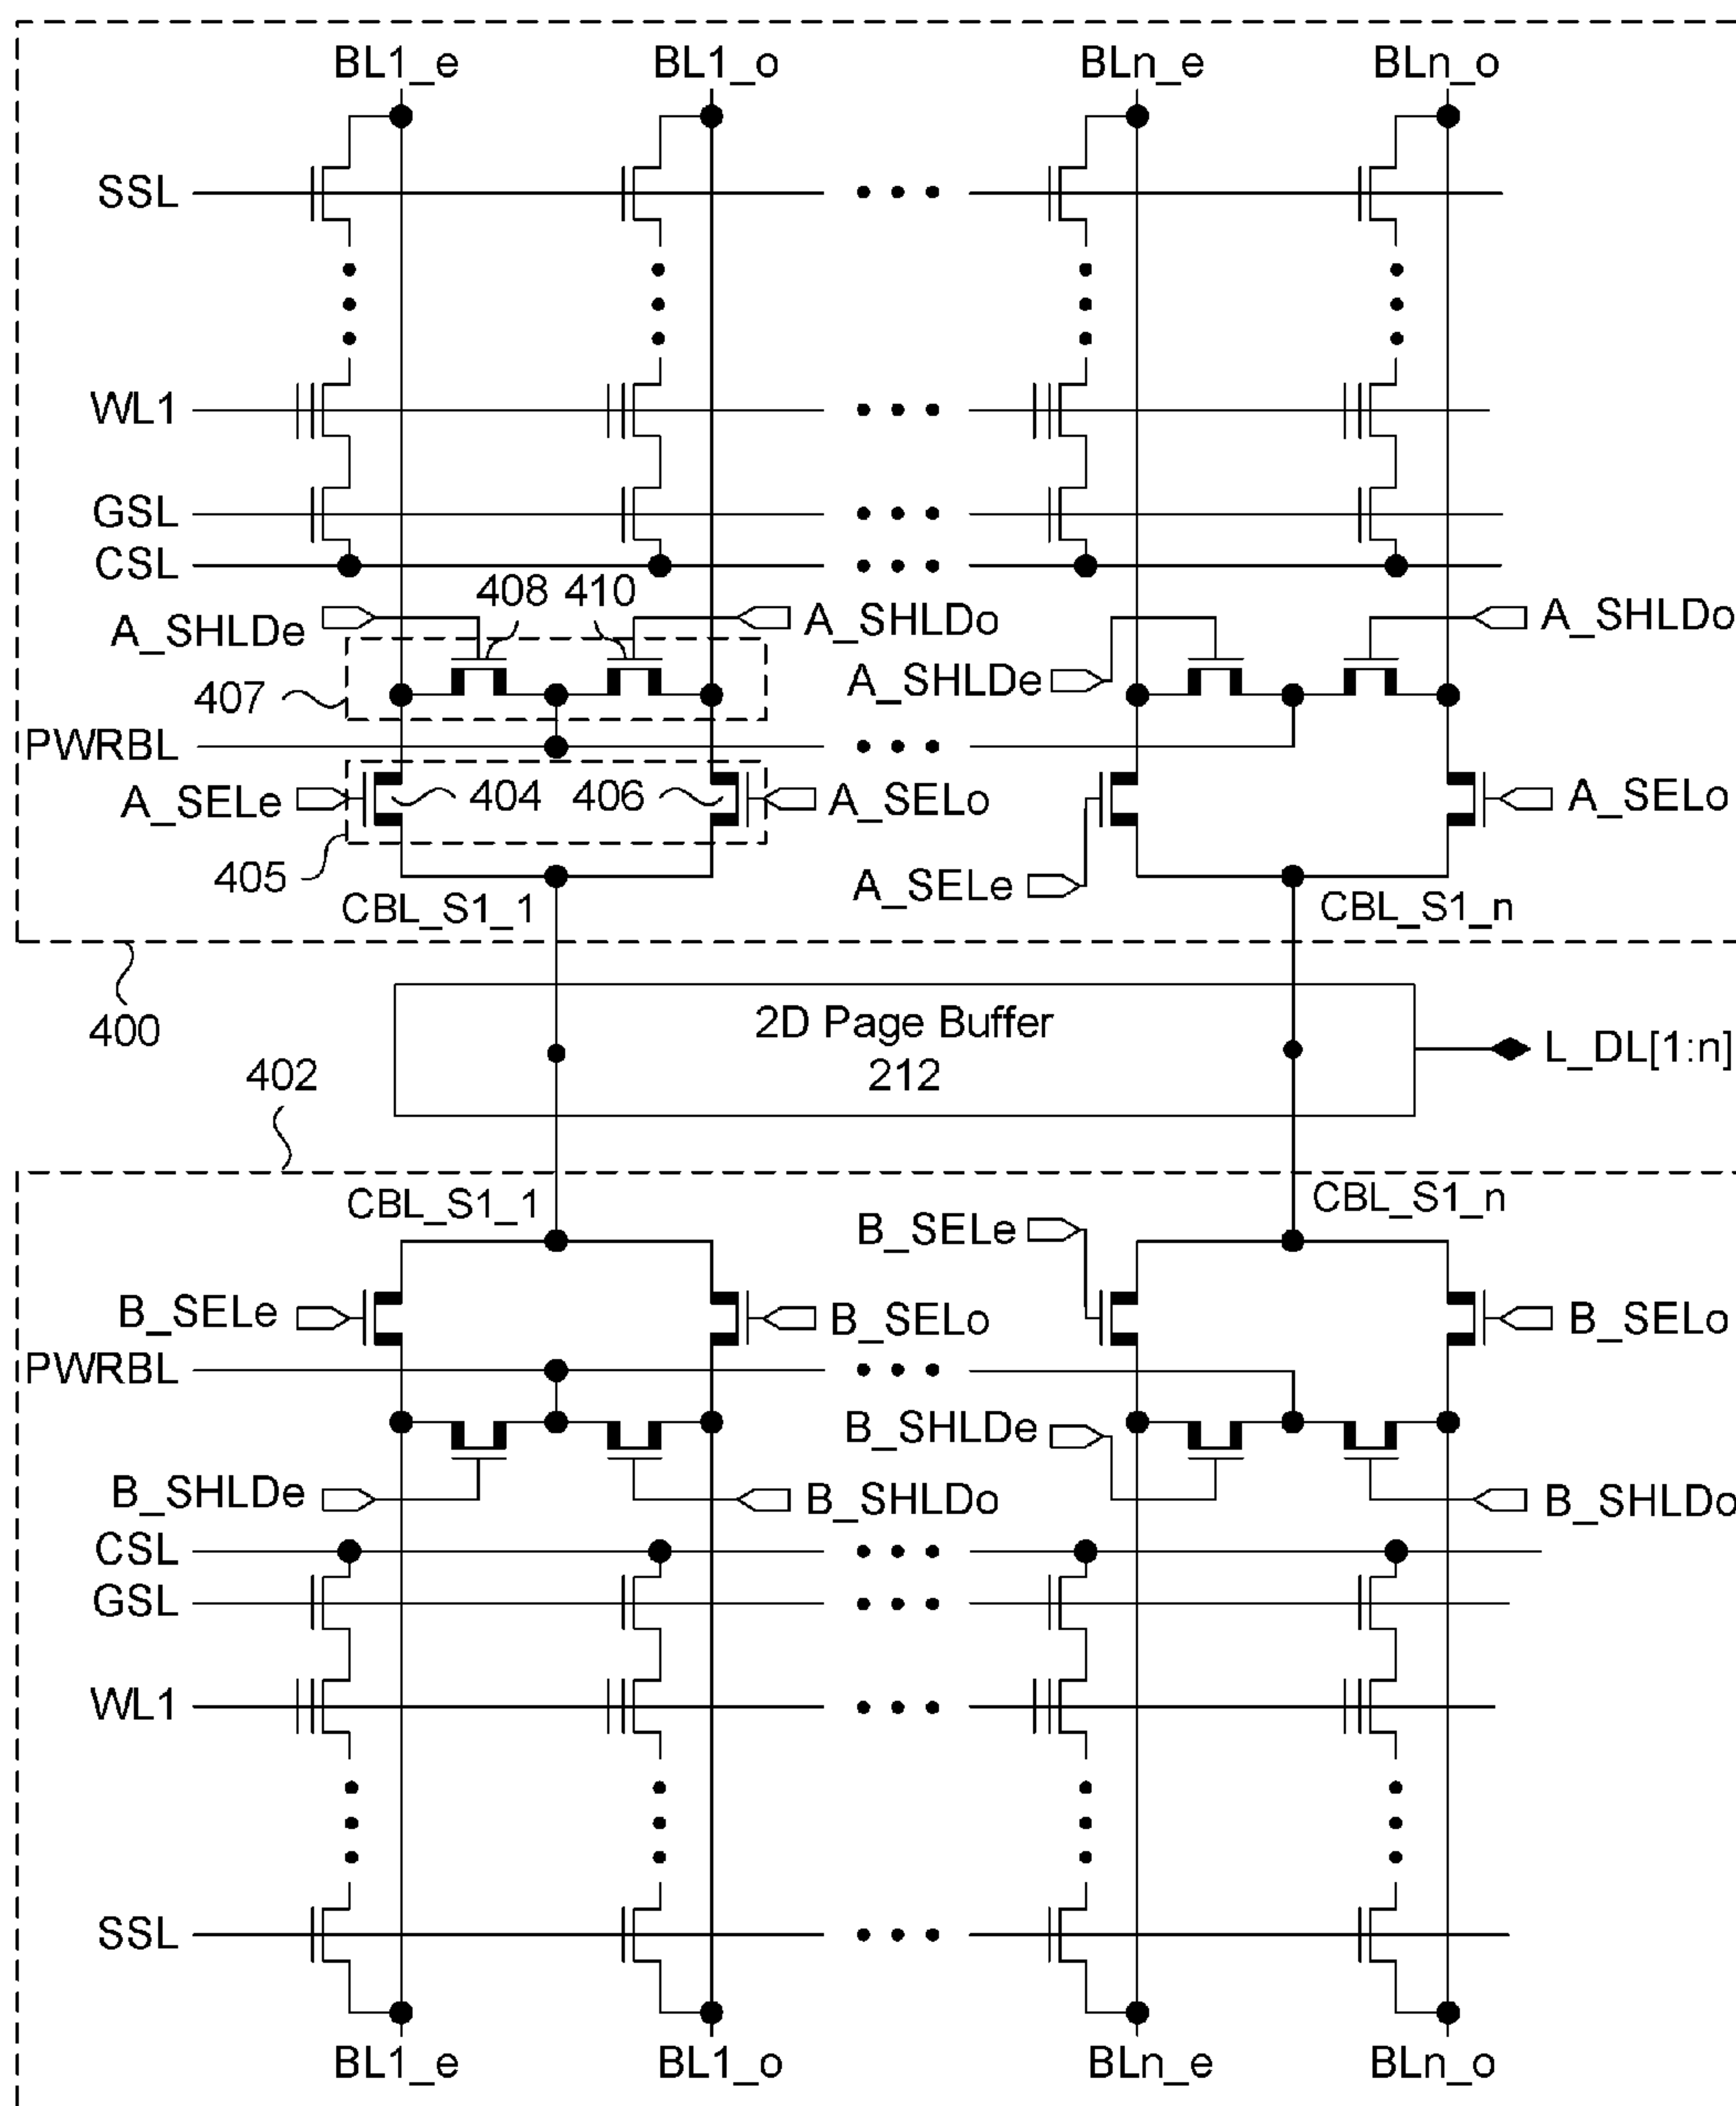 BL1_e BL1_o BLn_e BLn_o
SSL
WL1
GSL
CSL
408 410
A_SHLDe A_SHLDo A_SHLDo
407 A_SHLDe
PWRBL
A_SELe 404 406 A_SELo A_SELo
405 A_SELe
CBL_S1_1 CBL_S1_n
400
2D Page Buffer
212
L_DL[1:n]
402
CBL_S1_1 CBL_S1_n
B_SELe
B_SELe B_SELo B_SELo
PWRBL
B_SHLDe
B_SHLDe B_SHLDo B_SHLDo
CSL
GSL
WL1
SSL
BL1_e BL1_o BLn_e BLn_o